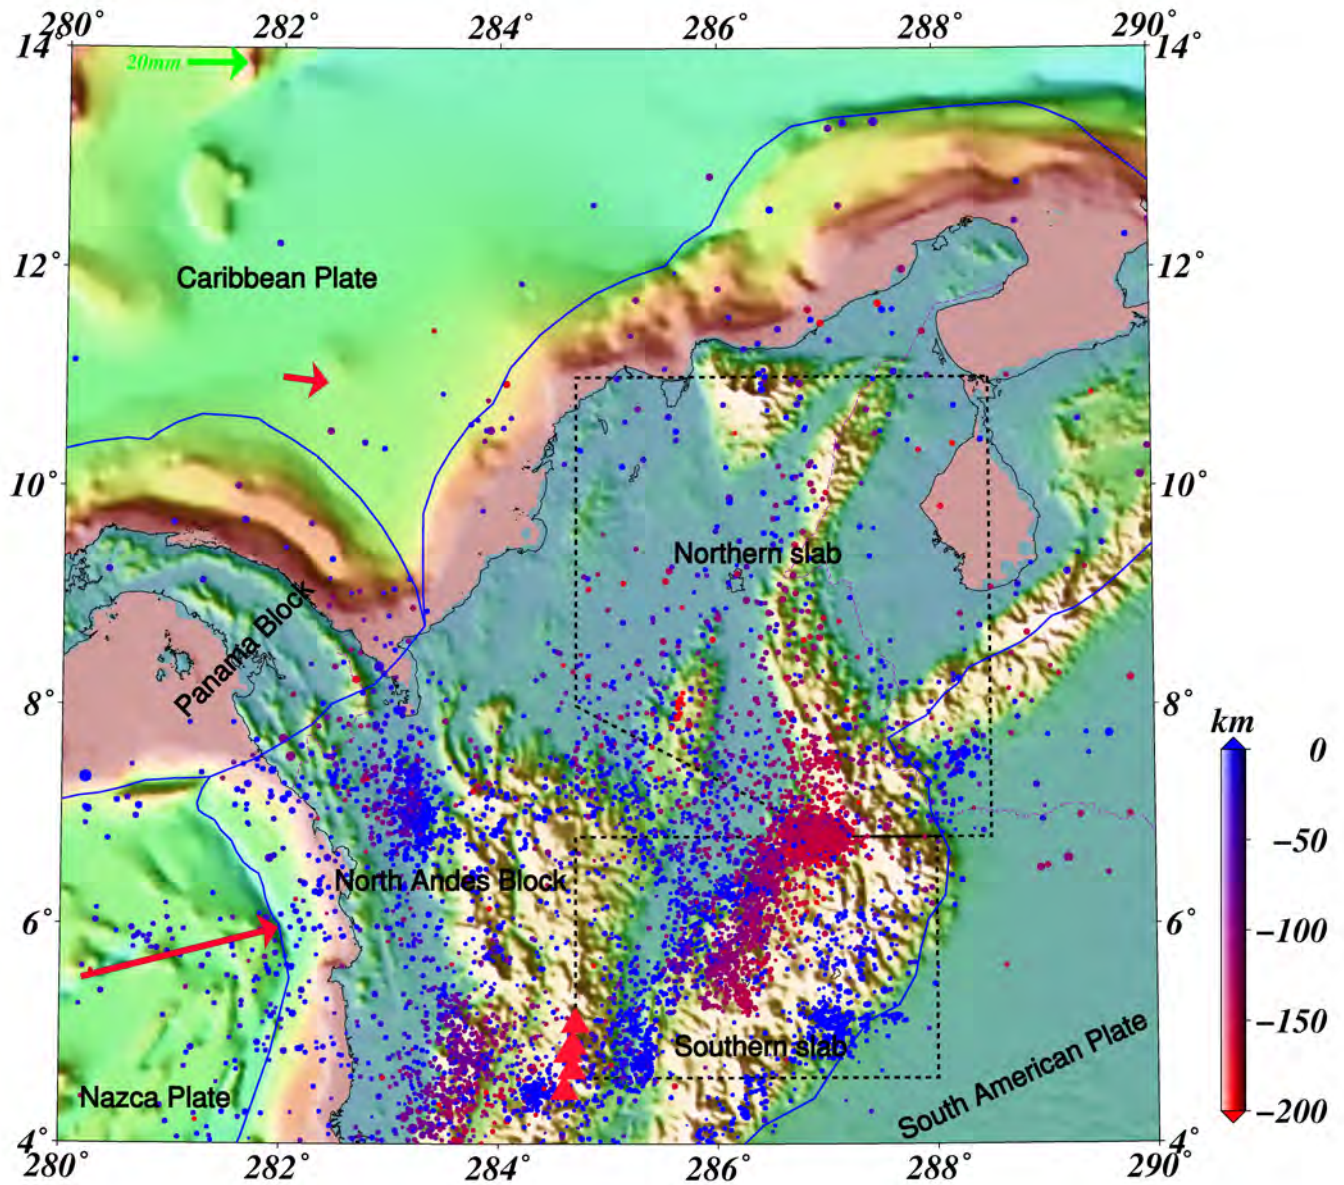 280° 282° 284° 286° 288° 290°
14° 14°
20mm
12° 12°
Caribbean Plate
10° 10°
Northern slab
Panama Block
8° 8°
km
0
−50
North Andes Block
6° 6°
−100
−150
Southern slab
South American Plate
Nazca Plate
−200
4° 4°
280° 282° 284° 286° 288° 290°